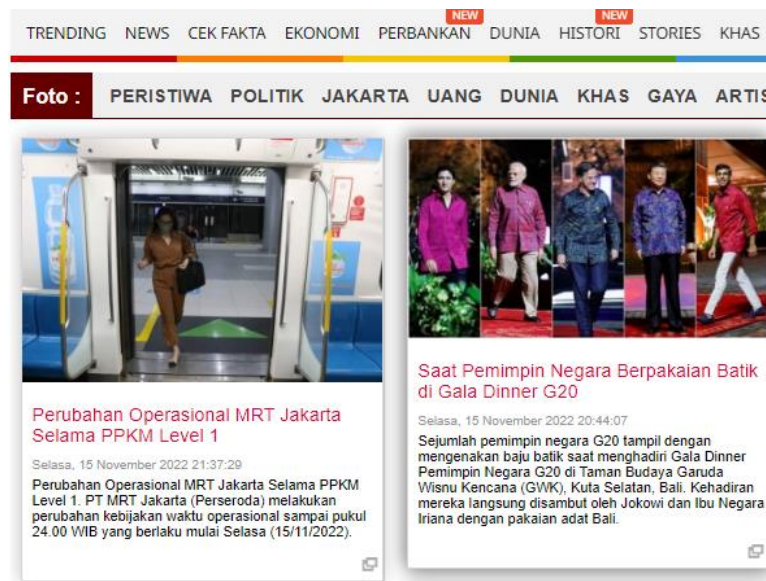 NEW NEW
TRENDING NEWS CEK FAKTA EKONOMI PERBANKAN DUNIA HISTORI STORIES KHAS
Foto : PERISTIWA POLITIK JAKARTA UANG DUNIA KHAS GAYA ARTIS
Perubahan Operasional MRT Jakarta
Selama PPKM Level 1
Selasa, 15 November 2022 21:37:29
Perubahan Operasional MRT Jakarta Selama PPKM
Level 1. PT MRT Jakarta (Perseroda) melakukan
perubahan kebijakan waktu operasional sampai pukul
24.00 WIB yang berlaku mulai Selasa (15/11/2022).
Saat Pemimpin Negara Berpakaian Batik
di Gala Dinner G20
Selasa, 15 November 2022 20:44:07
Sejumlah pemimpin negara G20 tampil dengan
mengenakan baju batik saat menghadiri Gala Dinner
Pemimpin Negara G20 di Taman Budaya Garuda
Wisnu Kencana (GWK), Kuta Selatan, Bali. Kehadiran
mereka langsung disambut oleh Jokowi dan Ibu Negara
Iriana dengan pakaian adat Bali.